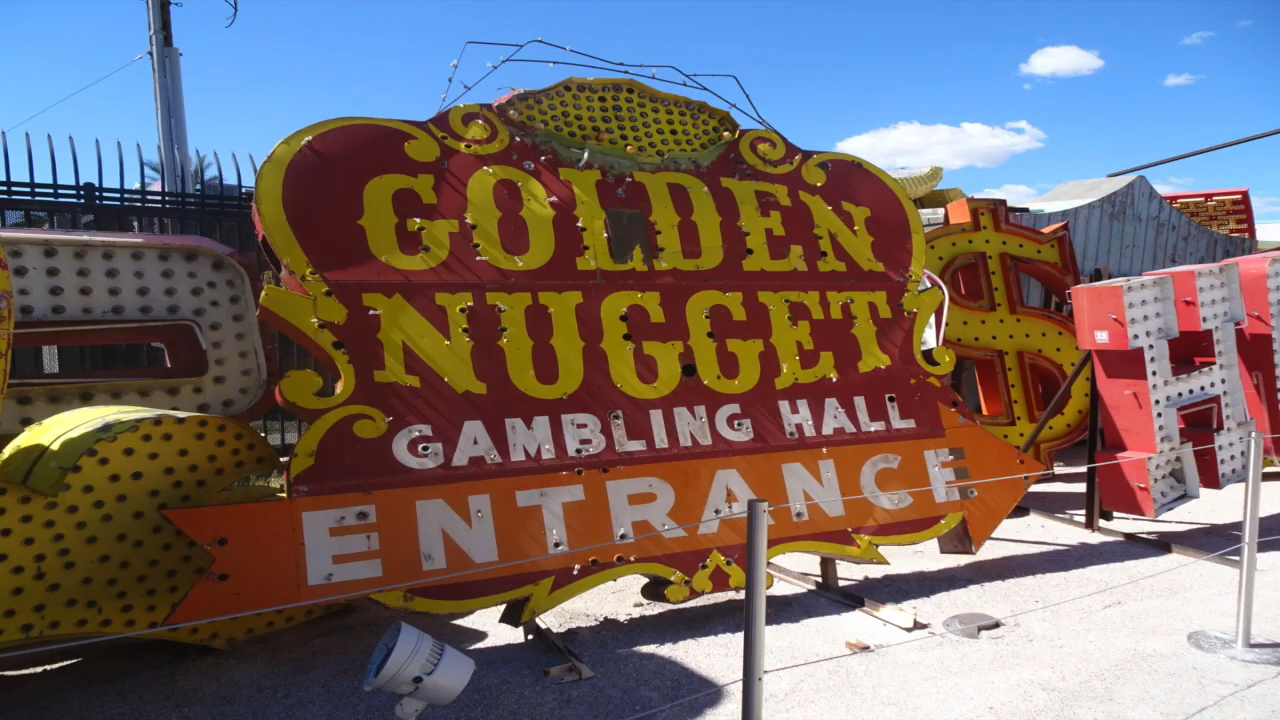 GOLDEN
NUGGET
GAMBLING HALL
ENTRANCE
$
H